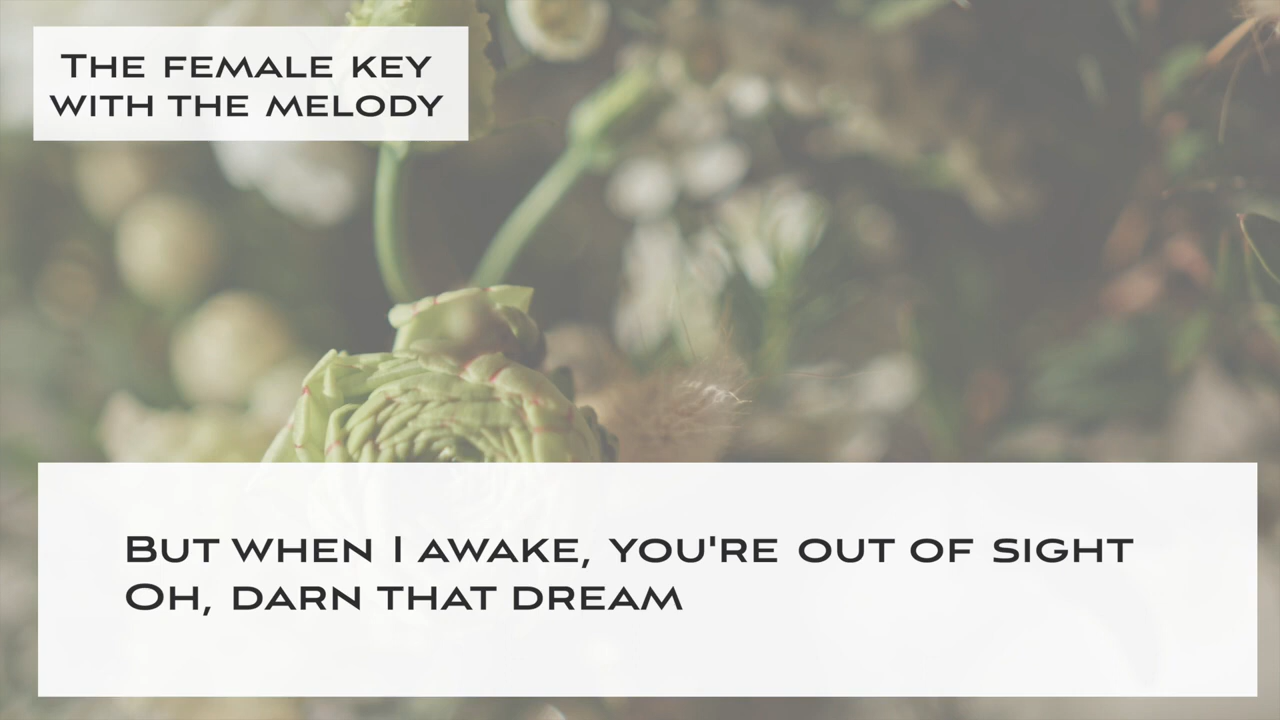 The female key
with the melody
But when I awake, you're out of sight
Oh, darn that dream